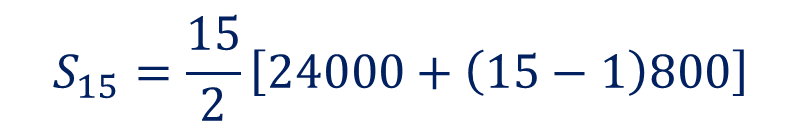 S₁₅ = 15/2 [24000 + (15 − 1)800]